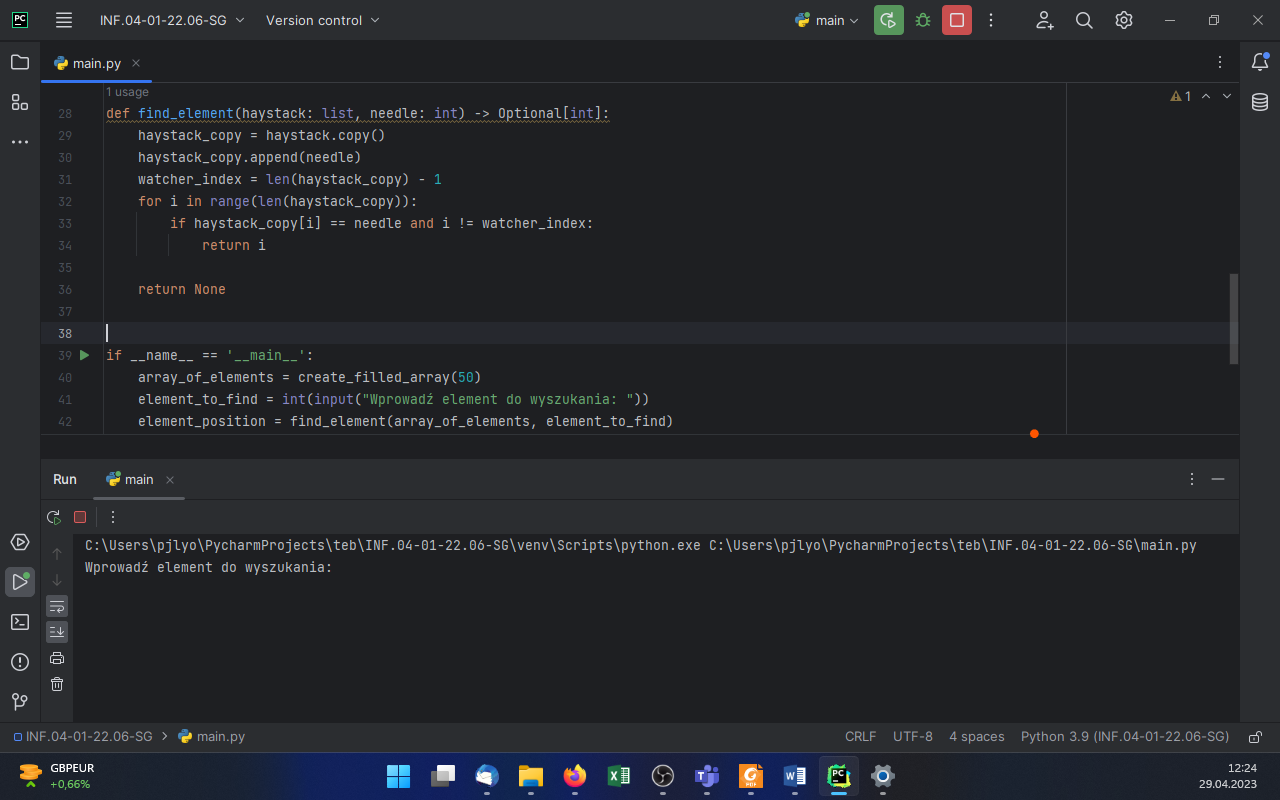 PC INF.04-01-22.06-SG Version control main
main.py
1 usage
1
28 def find_element(haystack: list, needle: int) -> Optional[int]:
29 haystack_copy = haystack.copy()
30 haystack_copy.append(needle)
31 watcher_index = len(haystack_copy) - 1
32 for i in range(len(haystack_copy)):
33 if haystack_copy[i] == needle and i != watcher_index:
34 return i
35
36 return None
37
38
39 if __name__ == '__main__':
40 array_of_elements = create_filled_array(50)
41 element_to_find = int(input("Wprowadź element do wyszukania: "))
42 element_position = find_element(array_of_elements, element_to_find)
Run main
C:\Users\pjlyo\PycharmProjects\teb\INF.04-01-22.06-SG\venv\Scripts\python.exe C:\Users\pjlyo\PycharmProjects\teb\INF.04-01-22.06-SG\main.py
Wprowadź element do wyszukania:
INF.04-01-22.06-SG main.py CRLF UTF-8 4 spaces Python 3.9 (INF.04-01-22.06-SG)
GBPEUR
+0,66%
PDF
PC
12:24
29.04.2023